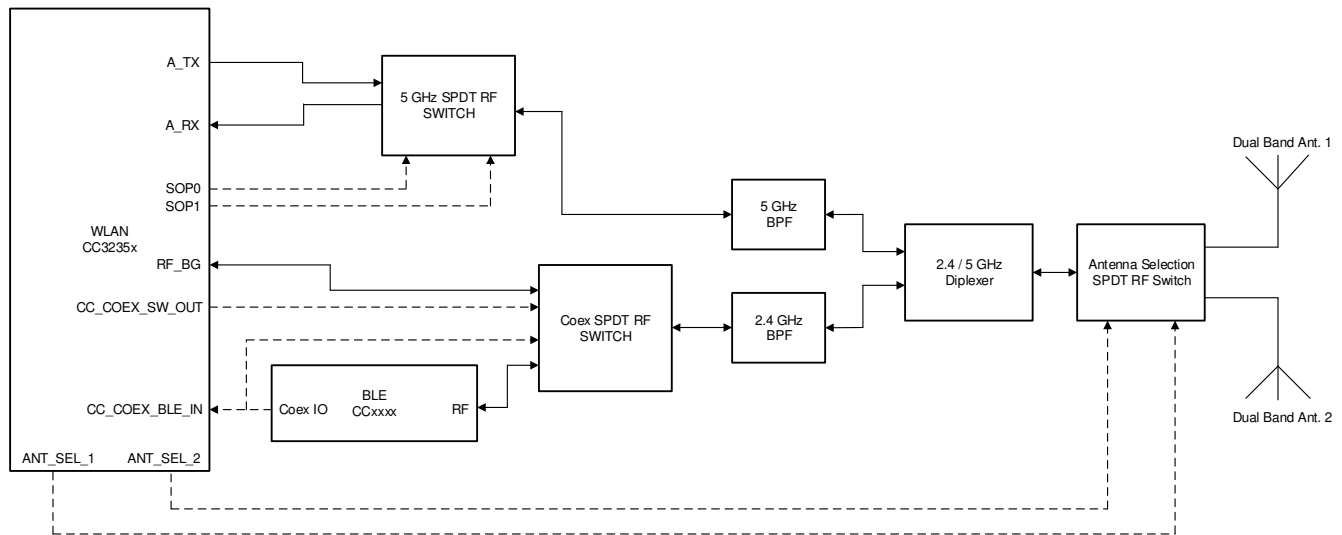 A_TX
A_RX
SOP0
SOP1
WLAN
CC3235x
RF_BG
CC_COEX_SW_OUT
CC_COEX_BLE_IN
ANT_SEL_1
ANT_SEL_2
5 GHz SPDT RF
SWITCH
Coex IO
BLE
CCxxxx
RF
Coex SPDT RF
SWITCH
5 GHz
BPF
2.4 GHz
BPF
2.4 / 5 GHz
Diplexer
Antenna Selection
SPDT RF Switch
Dual Band Ant. 1
Dual Band Ant. 2